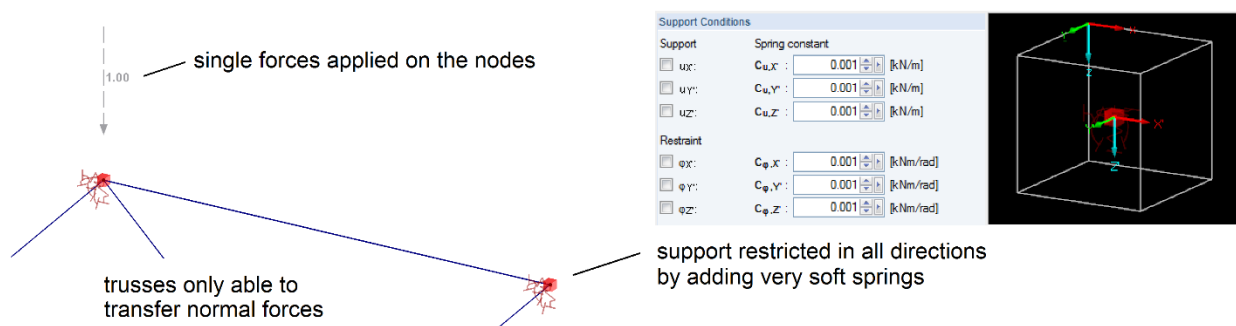 single forces applied on the nodes
1.00
trusses only able to
transfer normal forces
Support Conditions
Support Spring constant
uX': Cu,X' : 0.001 [kN/m]
uY': Cu,Y' : 0.001 [kN/m]
uZ': Cu,Z' : 0.001 [kN/m]
Restraint
φX': Cφ,X' : 0.001 [kNm/rad]
φY': Cφ,Y' : 0.001 [kNm/rad]
φZ': Cφ,Z' : 0.001 [kNm/rad]
Z
X'
Z'
support restricted in all directions
by adding very soft springs